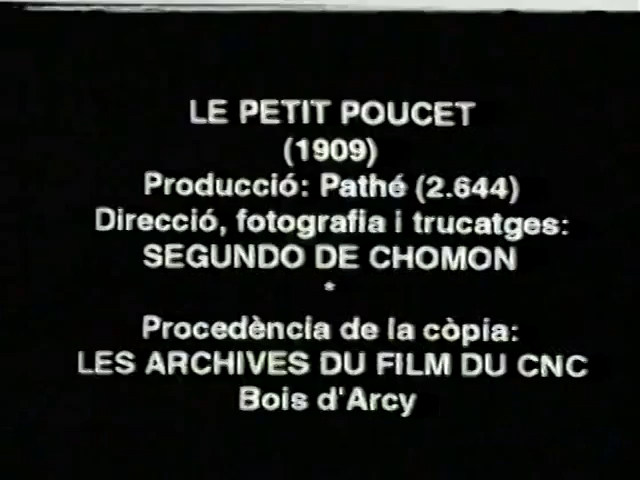 LE PETIT POUCET
(1909)
Producció: Pathé (2.644)
Direcció, fotografia i trucatges:
SEGUNDO DE CHOMON
*
Procedència de la còpia:
LES ARCHIVES DU FILM DU CNC
Bois d'Arcy